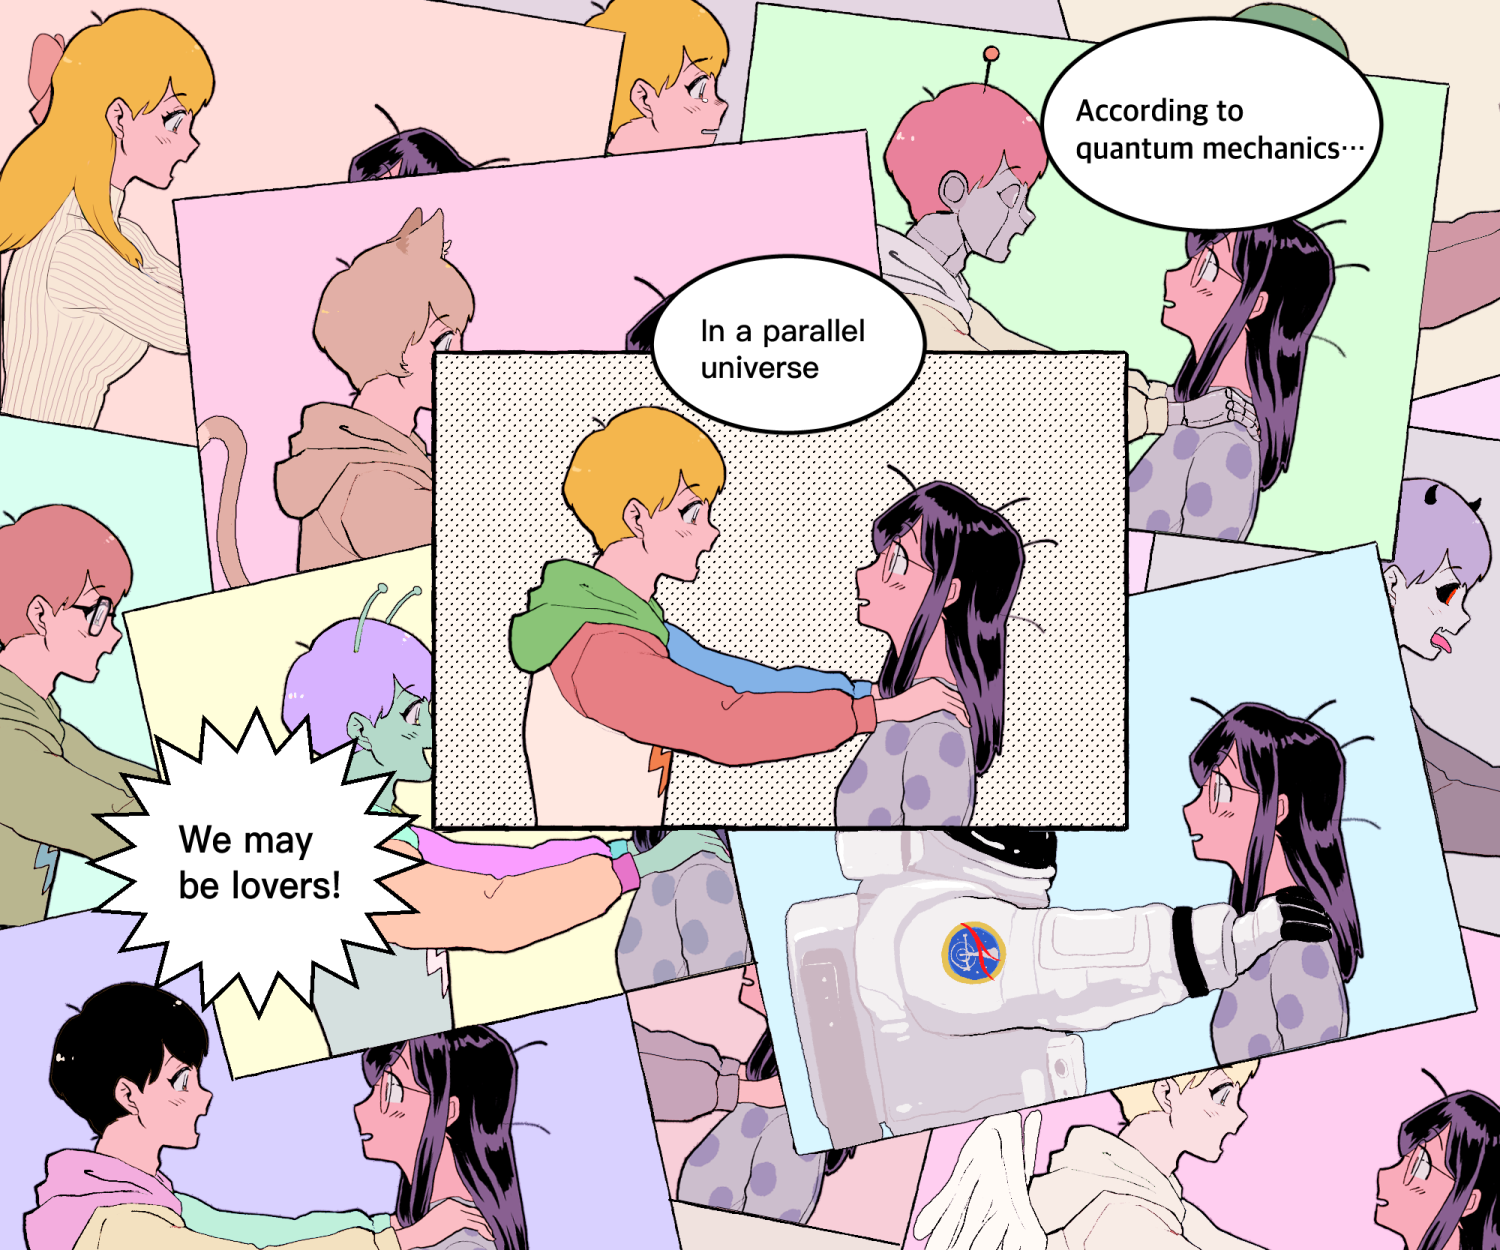 According to
quantum mechanics…
In a parallel
universe
We may
be lovers!